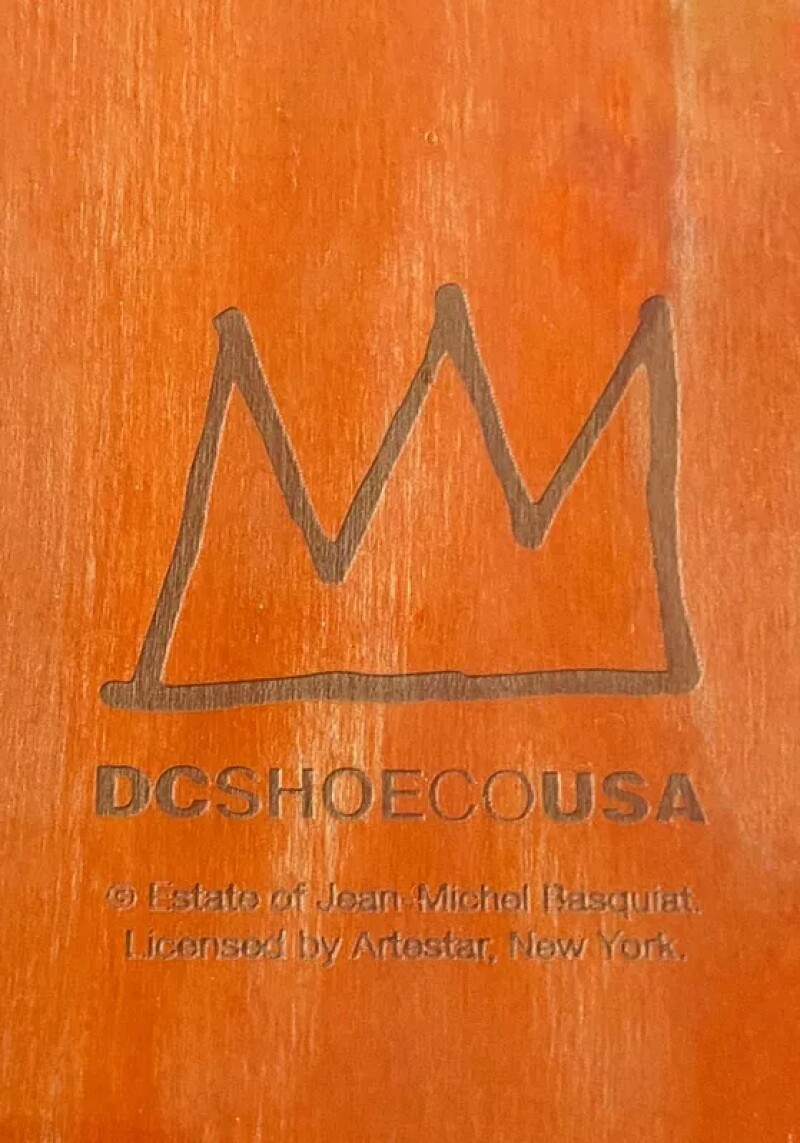 DCSHOECOUSA
© Estate of Jean-Michel Basquiat.
Licensed by Artestar, New York.